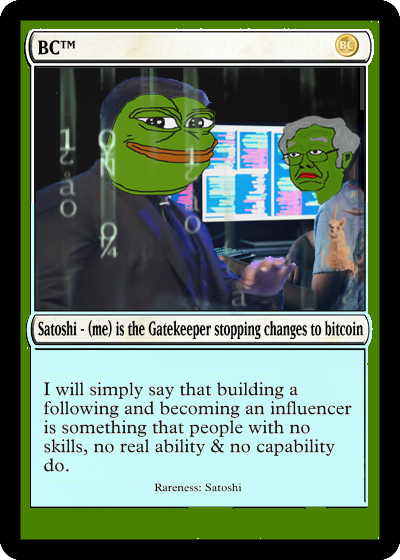 BC™
BC
Satoshi - (me) is the Gatekeeper stopping changes to bitcoin
I will simply say that building a
following and becoming an influencer
is something that people with no
skills, no real ability & no capability
do.
Rareness: Satoshi